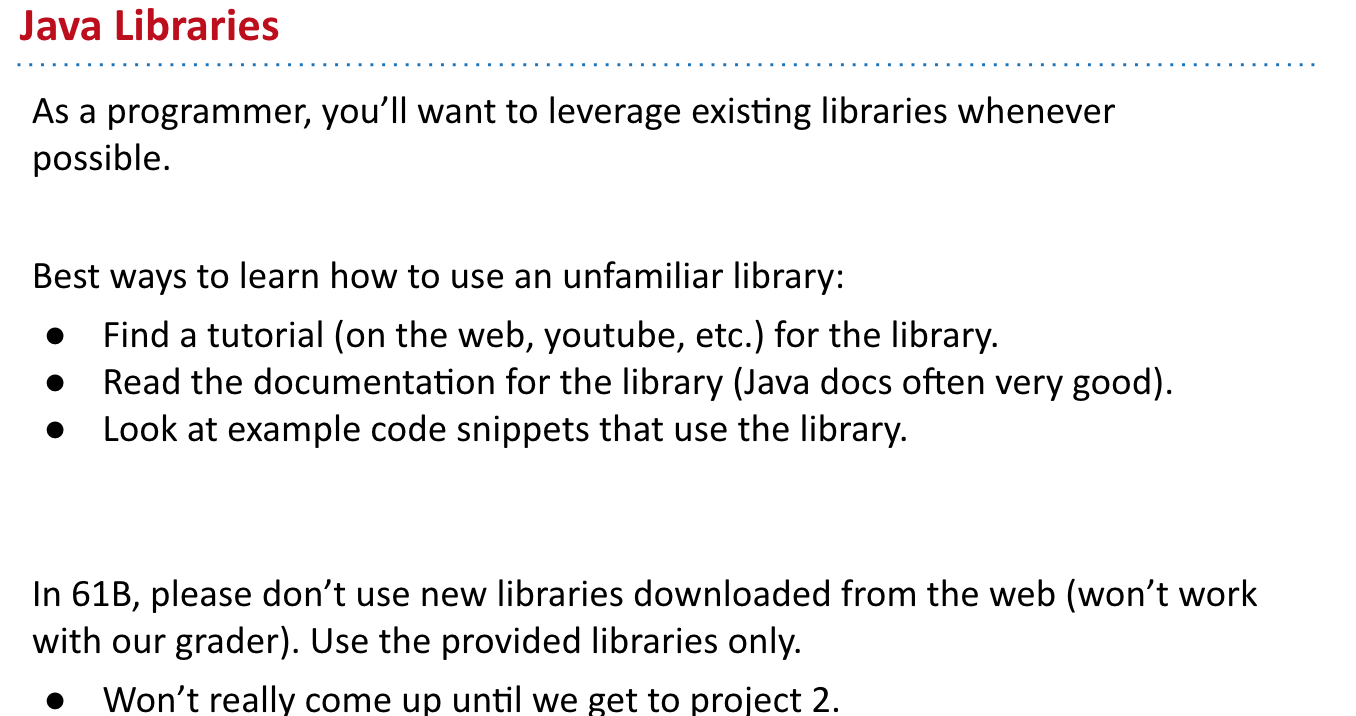 Java Libraries
As a programmer, you’ll want to leverage existing libraries whenever
possible.
Best ways to learn how to use an unfamiliar library:
● Find a tutorial (on the web, youtube, etc.) for the library.
● Read the documentation for the library (Java docs often very good).
● Look at example code snippets that use the library.
In 61B, please don’t use new libraries downloaded from the web (won’t work
with our grader). Use the provided libraries only.
● Won’t really come up until we get to project 2.